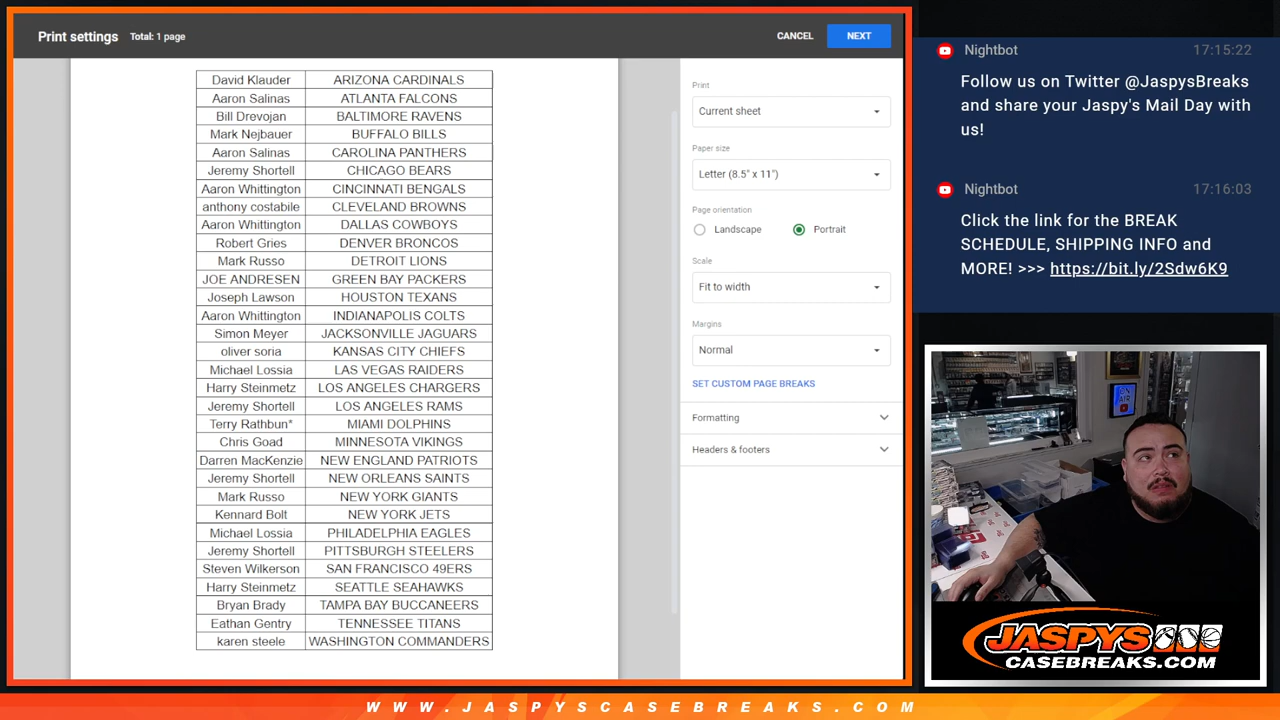 Print settings Total: 1 page CANCEL NEXT
David Klauder ARIZONA CARDINALS
Aaron Salinas ATLANTA FALCONS
Bill Drevojan BALTIMORE RAVENS
Mark Nejbauer BUFFALO BILLS
Aaron Salinas CAROLINA PANTHERS
Jeremy Shortell CHICAGO BEARS
Aaron Whittington CINCINNATI BENGALS
anthony costabile CLEVELAND BROWNS
Aaron Whittington DALLAS COWBOYS
Robert Gries DENVER BRONCOS
Mark Russo DETROIT LIONS
JOE ANDRESEN GREEN BAY PACKERS
Joseph Lawson HOUSTON TEXANS
Aaron Whittington INDIANAPOLIS COLTS
Simon Meyer JACKSONVILLE JAGUARS
oliver soria KANSAS CITY CHIEFS
Michael Lossia LAS VEGAS RAIDERS
Harry Steinmetz LOS ANGELES CHARGERS
Jeremy Shortell LOS ANGELES RAMS
Terry Rathbun* MIAMI DOLPHINS
Chris Goad MINNESOTA VIKINGS
Darren MacKenzie NEW ENGLAND PATRIOTS
Jeremy Shortell NEW ORLEANS SAINTS
Mark Russo NEW YORK GIANTS
Kennard Bolt NEW YORK JETS
Michael Lossia PHILADELPHIA EAGLES
Jeremy Shortell PITTSBURGH STEELERS
Steven Wilkerson SAN FRANCISCO 49ERS
Harry Steinmetz SEATTLE SEAHAWKS
Bryan Brady TAMPA BAY BUCCANEERS
Eathan Gentry TENNESSEE TITANS
karen steele WASHINGTON COMMANDERS
Print
Current sheet
Paper size
Letter (8.5" x 11")
Page orientation
Landscape Portrait
Scale
Fit to width
Margins
Normal
SET CUSTOM PAGE BREAKS
Formatting
Headers & footers
Nightbot 17:15:22
Follow us on Twitter @JaspysBreaks
and share your Jaspy's Mail Day with
us!
Nightbot 17:16:03
Click the link for the BREAK
SCHEDULE, SHIPPING INFO and
MORE! >>> https://bit.ly/2Sdw6K9
ON
AIR
JASPYS
CASEBREAKS.COM
WWW.JASPYSCASEBREAKS.COM